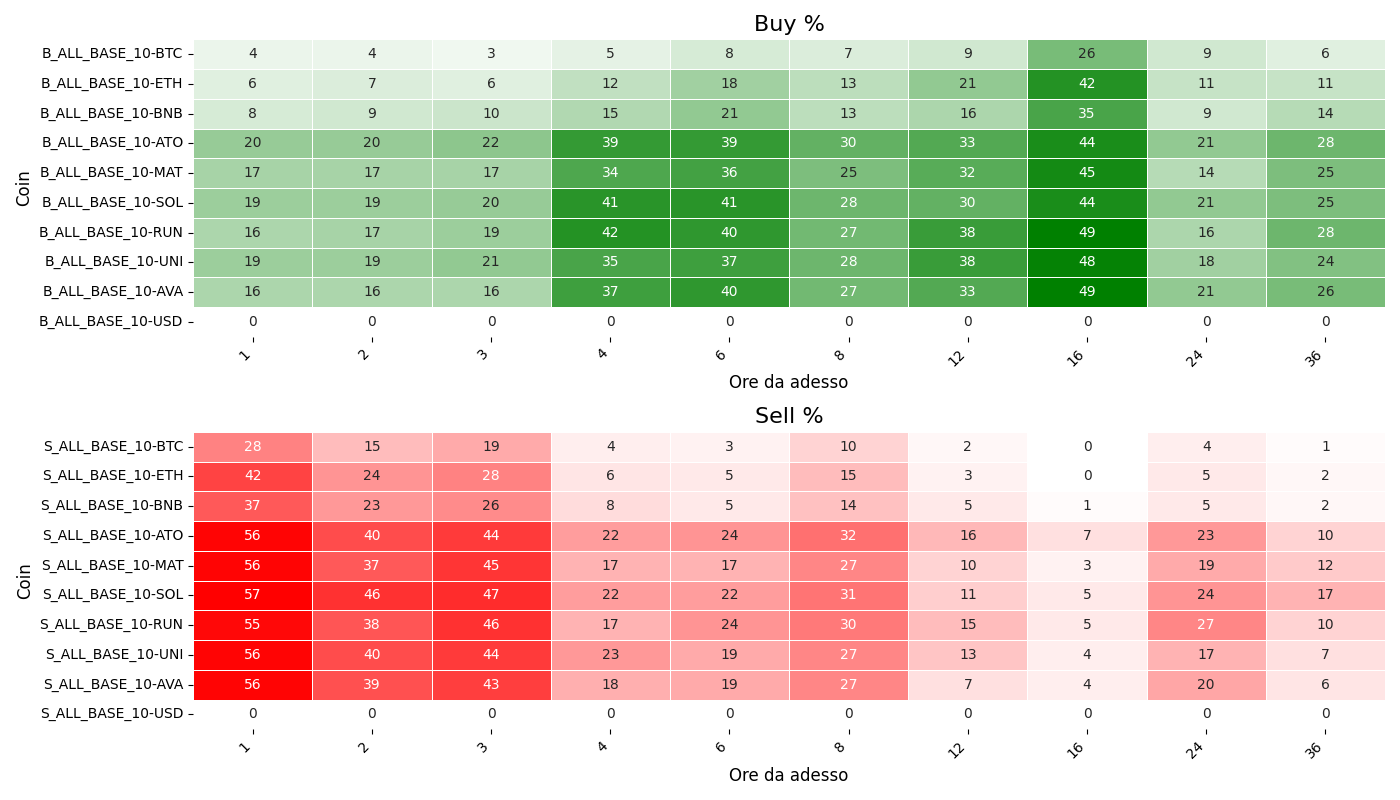 Buy %
Coin
B_ALL_BASE_10-BTC 4 4 3 5 8 7 9 26 9 6
B_ALL_BASE_10-ETH 6 7 6 12 18 13 21 42 11 11
B_ALL_BASE_10-BNB 8 9 10 15 21 13 16 35 9 14
B_ALL_BASE_10-ATO 20 20 22 39 39 30 33 44 21 28
B_ALL_BASE_10-MAT 17 17 17 34 36 25 32 45 14 25
B_ALL_BASE_10-SOL 19 19 20 41 41 28 30 44 21 25
B_ALL_BASE_10-RUN 16 17 19 42 40 27 38 49 16 28
B_ALL_BASE_10-UNI 19 19 21 35 37 28 38 48 18 24
B_ALL_BASE_10-AVA 16 16 16 37 40 27 33 49 21 26
B_ALL_BASE_10-USD 0 0 0 0 0 0 0 0 0 0
1 2 3 4 6 8 12 16 24 36
Ore da adesso
Sell %
Coin
S_ALL_BASE_10-BTC 28 15 19 4 3 10 2 0 4 1
S_ALL_BASE_10-ETH 42 24 28 6 5 15 3 0 5 2
S_ALL_BASE_10-BNB 37 23 26 8 5 14 5 1 5 2
S_ALL_BASE_10-ATO 56 40 44 22 24 32 16 7 23 10
S_ALL_BASE_10-MAT 56 37 45 17 17 27 10 3 19 12
S_ALL_BASE_10-SOL 57 46 47 22 22 31 11 5 24 17
S_ALL_BASE_10-RUN 55 38 46 17 24 30 15 5 27 10
S_ALL_BASE_10-UNI 56 40 44 23 19 27 13 4 17 7
S_ALL_BASE_10-AVA 56 39 43 18 19 27 7 4 20 6
S_ALL_BASE_10-USD 0 0 0 0 0 0 0 0 0 0
1 2 3 4 6 8 12 16 24 36
Ore da adesso